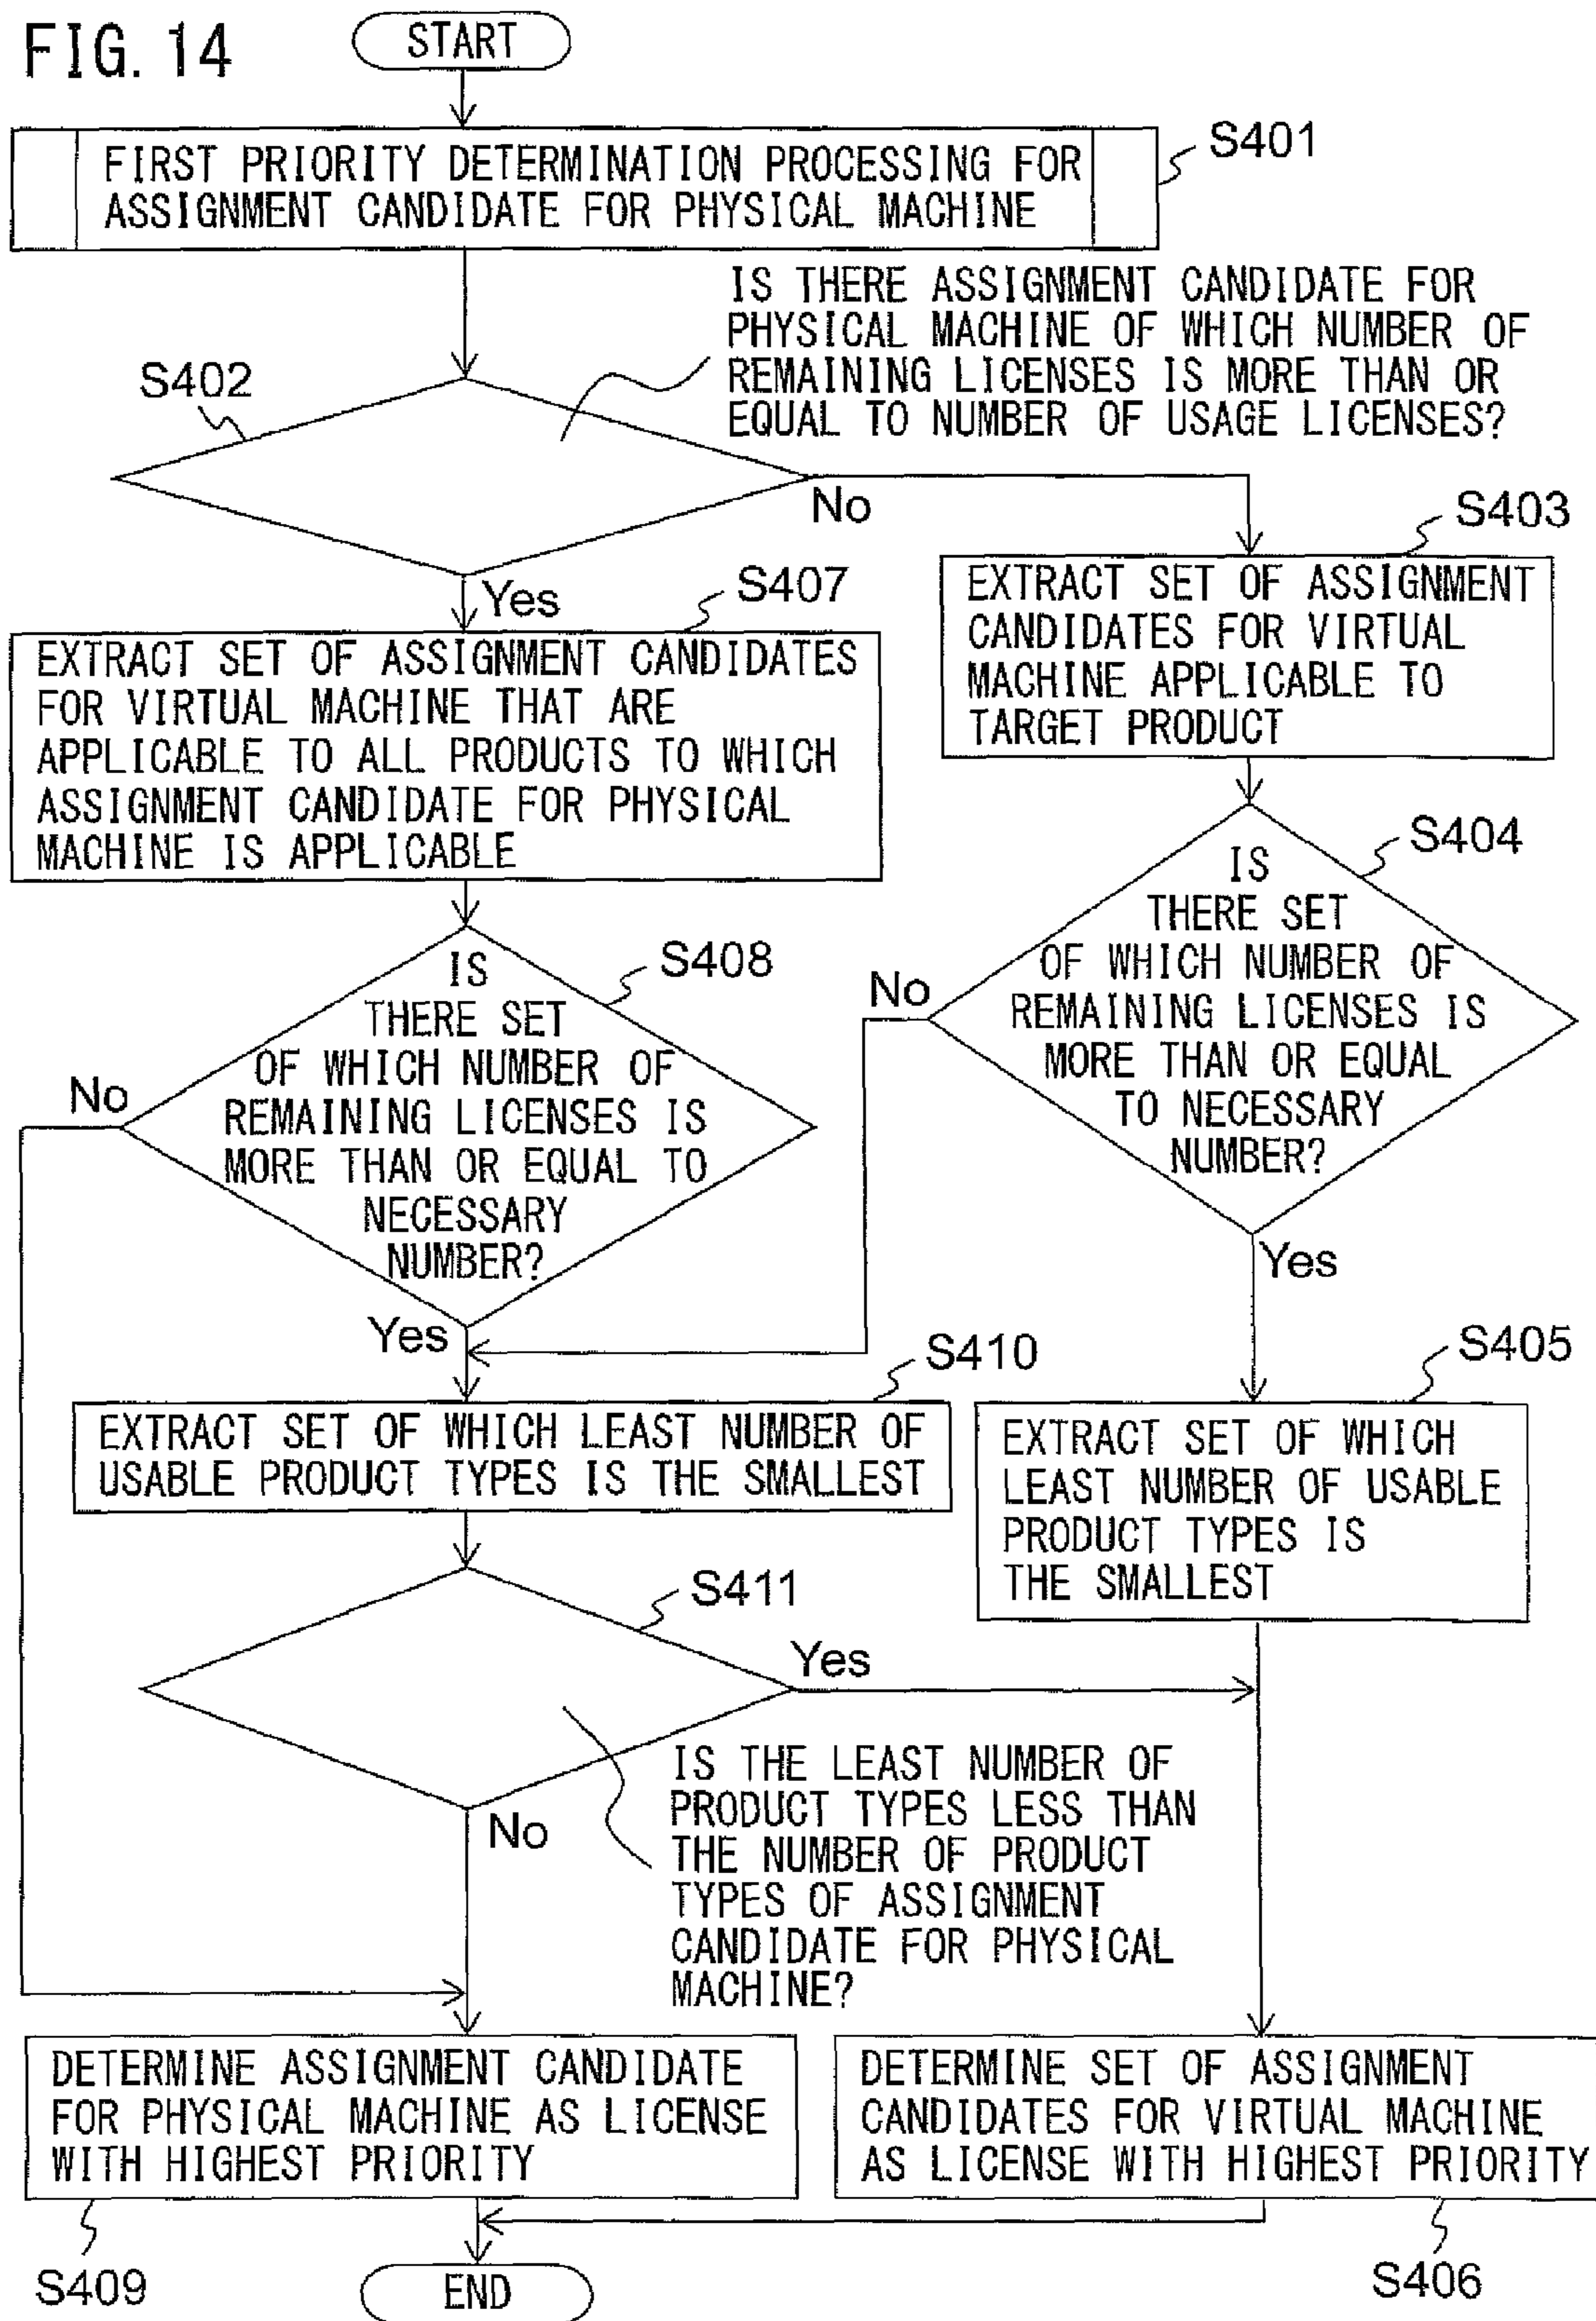 FIG. 14
START
FIRST PRIORITY DETERMINATION PROCESSING FOR
ASSIGNMENT CANDIDATE FOR PHYSICAL MACHINE
S401
IS THERE ASSIGNMENT CANDIDATE FOR
PHYSICAL MACHINE OF WHICH NUMBER OF
REMAINING LICENSES IS MORE THAN OR
EQUAL TO NUMBER OF USAGE LICENSES?
S402
No
Yes
S403
EXTRACT SET OF ASSIGNMENT
CANDIDATES FOR VIRTUAL
MACHINE APPLICABLE TO
TARGET PRODUCT
S407
EXTRACT SET OF ASSIGNMENT CANDIDATES
FOR VIRTUAL MACHINE THAT ARE
APPLICABLE TO ALL PRODUCTS TO WHICH
ASSIGNMENT CANDIDATE FOR PHYSICAL
MACHINE IS APPLICABLE
S404
IS
THERE SET
OF WHICH NUMBER OF
REMAINING LICENSES IS
MORE THAN OR EQUAL
TO NECESSARY
NUMBER?
No
Yes
S408
IS
THERE SET
OF WHICH NUMBER OF
REMAINING LICENSES IS
MORE THAN OR EQUAL TO
NECESSARY
NUMBER?
No
Yes
S410
EXTRACT SET OF WHICH LEAST NUMBER OF
USABLE PRODUCT TYPES IS THE SMALLEST
S405
EXTRACT SET OF WHICH
LEAST NUMBER OF USABLE
PRODUCT TYPES IS
THE SMALLEST
S411
Yes
No
IS THE LEAST NUMBER OF
PRODUCT TYPES LESS THAN
THE NUMBER OF PRODUCT
TYPES OF ASSIGNMENT
CANDIDATE FOR PHYSICAL
MACHINE?
DETERMINE ASSIGNMENT CANDIDATE
FOR PHYSICAL MACHINE AS LICENSE
WITH HIGHEST PRIORITY
S409
DETERMINE SET OF ASSIGNMENT
CANDIDATES FOR VIRTUAL MACHINE
AS LICENSE WITH HIGHEST PRIORITY
S406
END